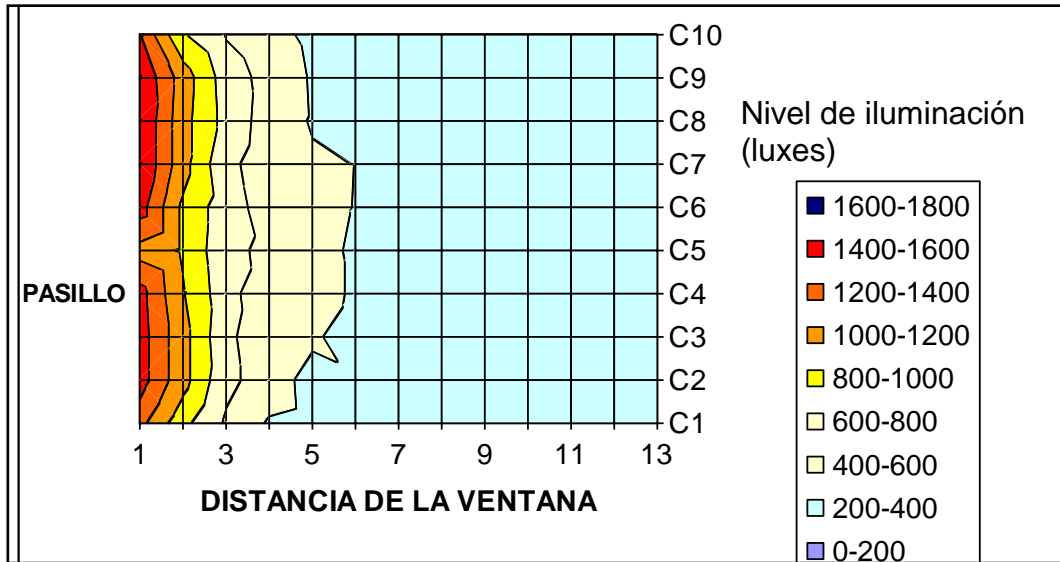 C10
C9
C8
C7
C6
C5
C4
C3
C2
C1
PASILLO
1 3 5 7 9 11 13
DISTANCIA DE LA VENTANA
Nivel de iluminación
(luxes)
1600-1800
1400-1600
1200-1400
1000-1200
800-1000
600-800
400-600
200-400
0-200